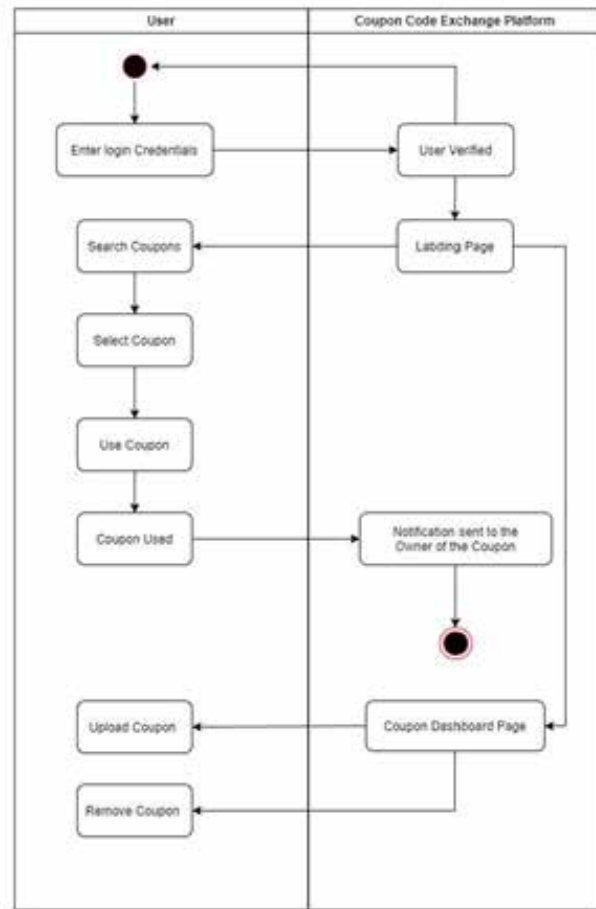 User
Coupon Code Exchange Platform
Enter login Credentials
User Verified
Search Coupons
Labding Page
Select Coupon
Use Coupon
Coupon Used
Notification sent to the
Owner of the Coupon
Upload Coupon
Coupon Dashboard Page
Remove Coupon